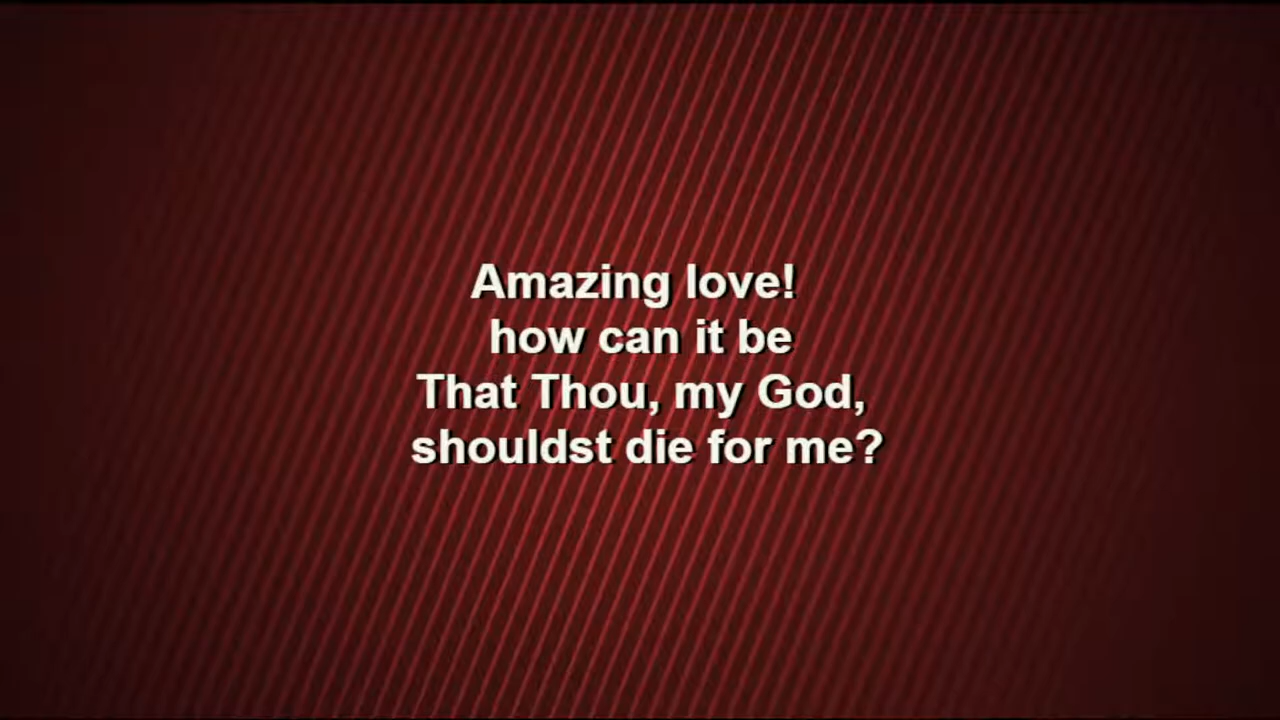 Amazing love!
how can it be
That Thou, my God,
shouldst die for me?